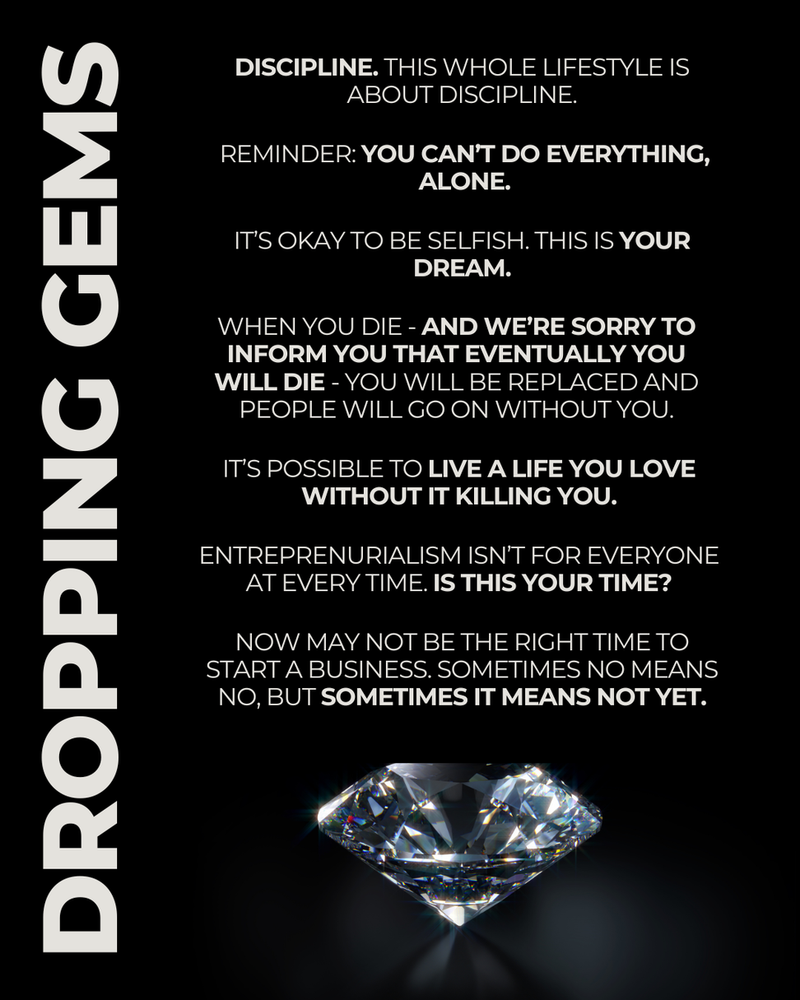 DROPPING GEMS
DISCIPLINE. THIS WHOLE LIFESTYLE IS
ABOUT DISCIPLINE.
REMINDER: YOU CAN'T DO EVERYTHING,
ALONE.
IT'S OKAY TO BE SELFISH. THIS IS YOUR
DREAM.
WHEN YOU DIE - AND WE'RE SORRY TO
INFORM YOU THAT EVENTUALLY YOU
WILL DIE - YOU WILL BE REPLACED AND
PEOPLE WILL GO ON WITHOUT YOU.
IT'S POSSIBLE TO LIVE A LIFE YOU LOVE
WITHOUT IT KILLING YOU.
ENTREPRENURIALISM ISN'T FOR EVERYONE
AT EVERY TIME. IS THIS YOUR TIME?
NOW MAY NOT BE THE RIGHT TIME TO
START A BUSINESS. SOMETIMES NO MEANS
NO, BUT SOMETIMES IT MEANS NOT YET.